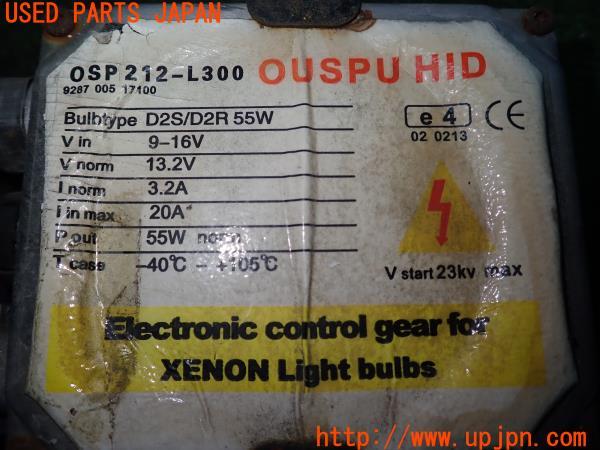 USED PARTS JAPAN
OSP 212-L300 OUSPU HID
9287 005 17100
Bulbtype D2S/D2R 55W
V in 9-16V
V norm 13.2V
I norm 3.2A
I in max 20A
P out 55W norm
T case -40℃ - +105℃
e 4 CE
02 0213
V start 23kv max
Electronic control gear for
XENON Light bulbs
http://www.upjpn.com